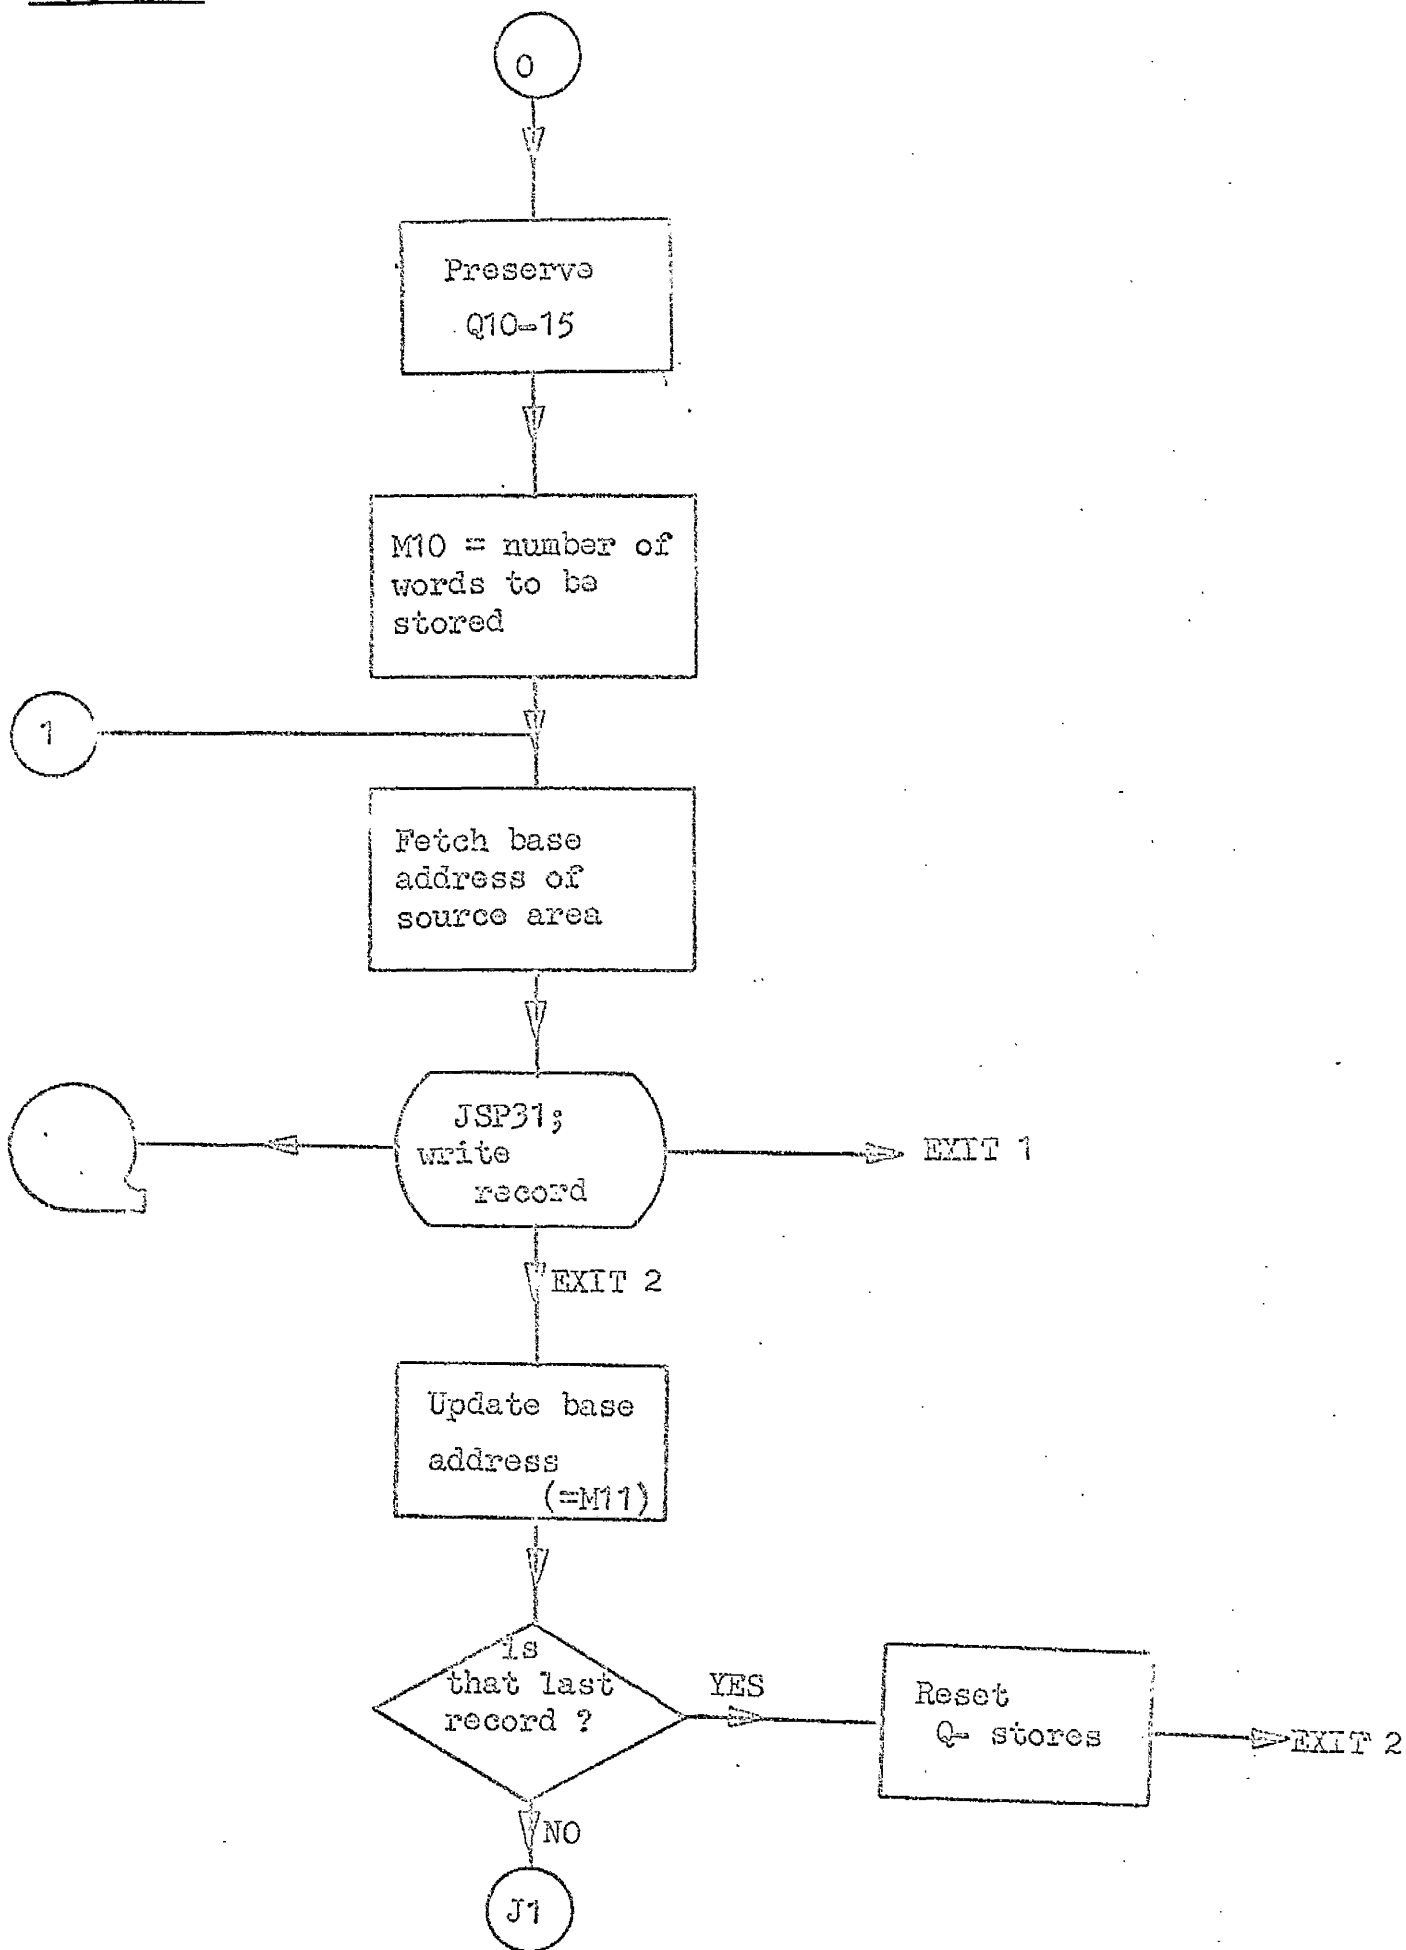 0
Preserve
Q10-15
M10 = number of
words to be
stored
1
Fetch base
address of
source area
JSP31;
write
record
EXIT 1
EXIT 2
Update base
address
(=M11)
is
that last
record ?
YES
Reset
Q- stores
EXIT 2
NO
J1